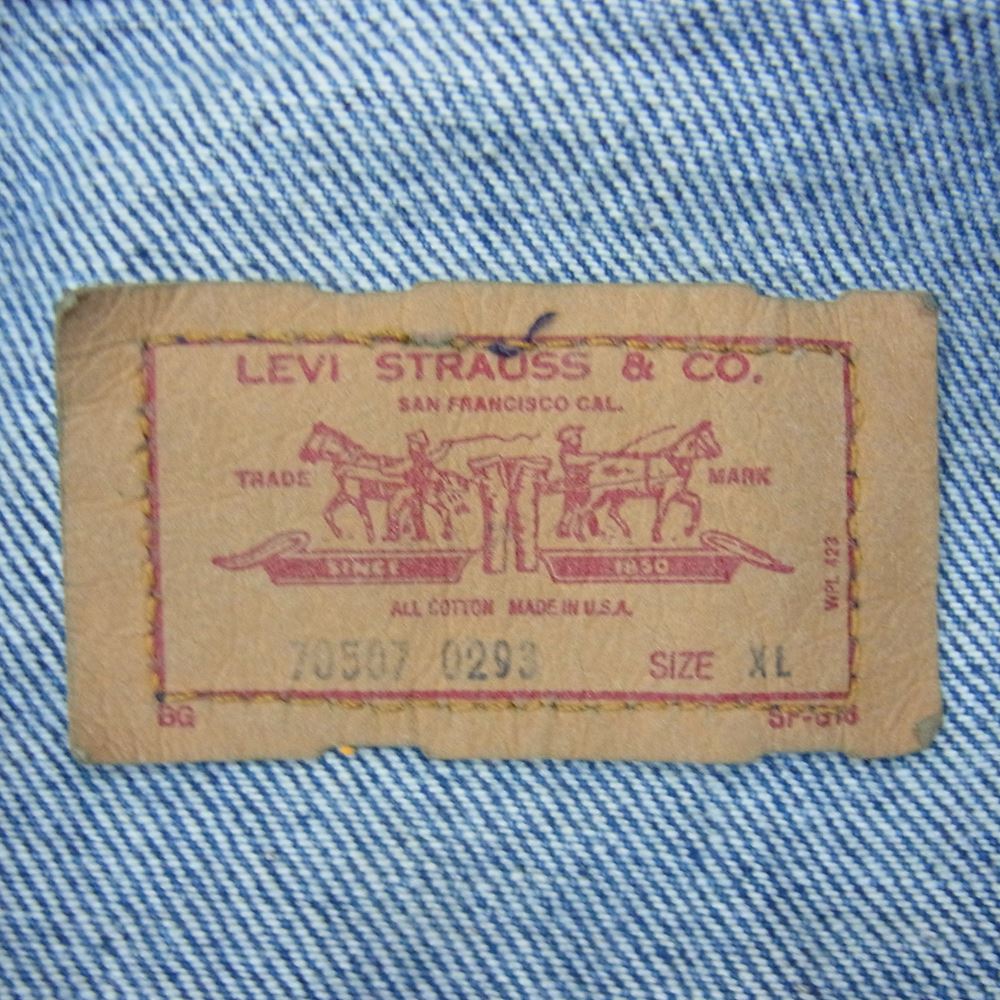 LEVI STRAUSS & CO.
SAN FRANCISCO CAL.
TRADE MARK
SINCE 1850
WPL 423
ALL COTTON MADE IN U.S.A.
70507 0293 SIZE XL
BG